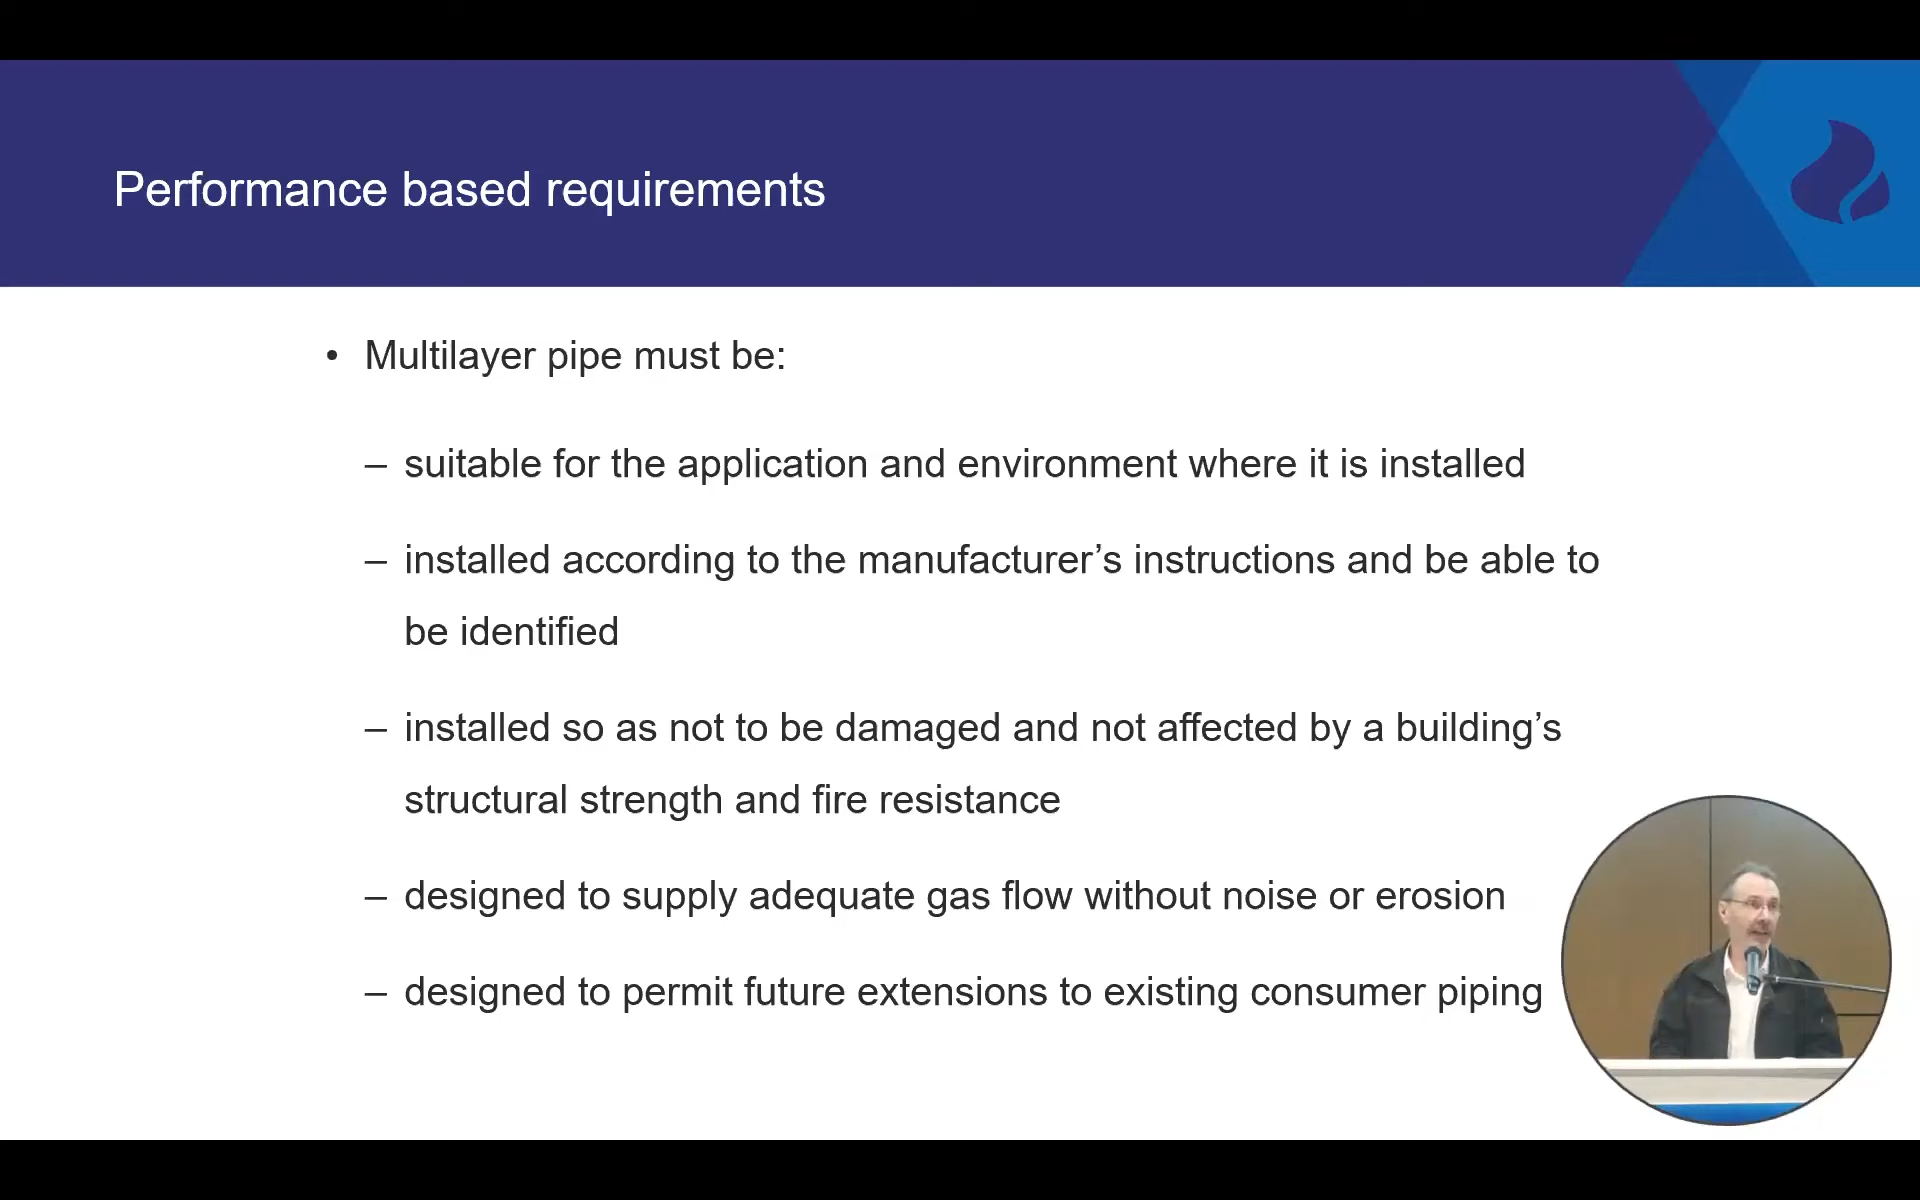 Performance based requirements
• Multilayer pipe must be:
– suitable for the application and environment where it is installed
– installed according to the manufacturer’s instructions and be able to
be identified
– installed so as not to be damaged and not affected by a building’s
structural strength and fire resistance
– designed to supply adequate gas flow without noise or erosion
– designed to permit future extensions to existing consumer piping